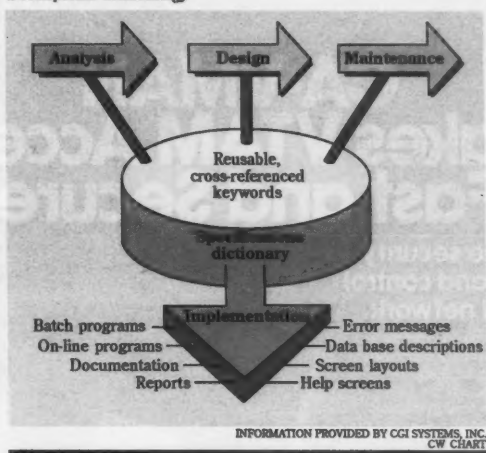 Analysis
Design
Maintenance
Reusable,
cross-referenced
keywords
Specifications
dictionary
Implementation
Batch programs
Error messages
On-line programs
Data base descriptions
Documentation
Screen layouts
Reports
Help screens
INFORMATION PROVIDED BY CGI SYSTEMS, INC.
CW CHART